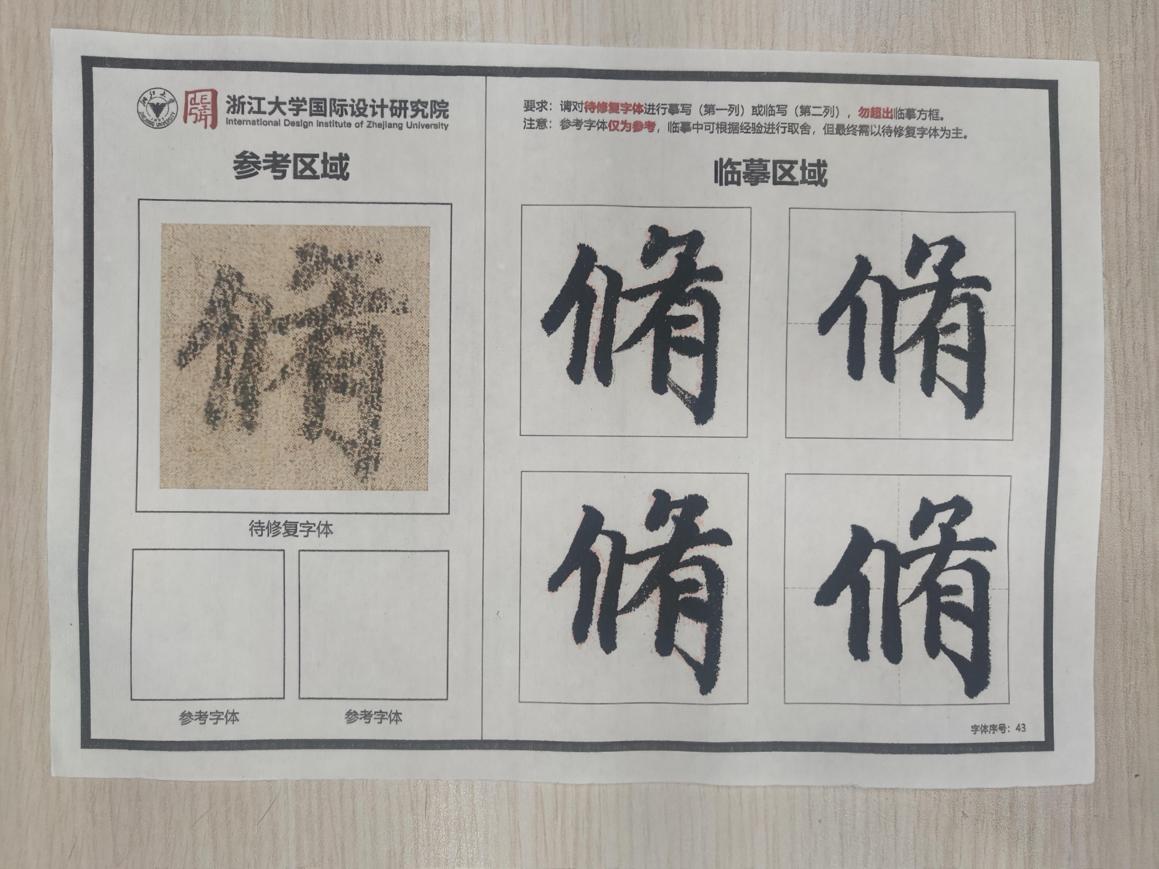 浙江大学国际设计研究院
International Design Institute of Zhejiang University
参考区域
脩
待修复字体
参考字体
参考字体
要求：请对待修复字体进行摹写（第一列）或临写（第二列），勿超出临摹方框。
注意：参考字体仅为参考，临摹中可根据经验进行取舍，但最终需以待修复字体为主。
临摹区域
脩 脩
脩 脩
字体序号：43